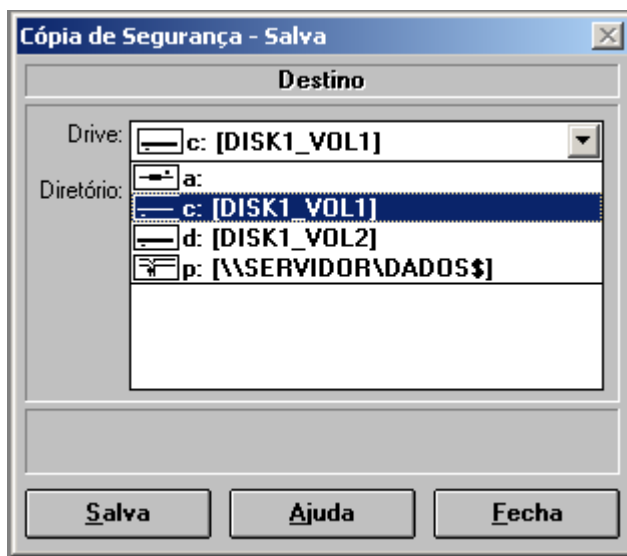 Cópia de Segurança - Salva
Destino
Drive: c: [DISK1_VOL1]
a:
Diretório: c: [DISK1_VOL1]
d: [DISK1_VOL2]
p: [\\SERVIDOR\DADOS$]
Salva Ajuda Fecha